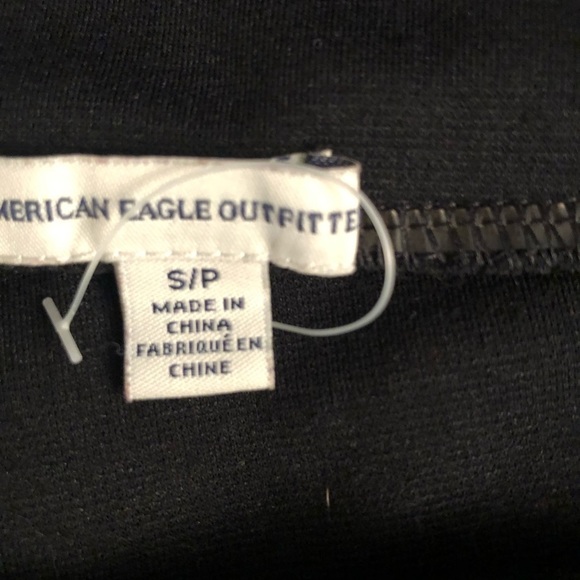 MERICAN EAGLE OUTFITTE
S/P
MADE IN
CHINA
FABRIQUÉ EN
CHINE